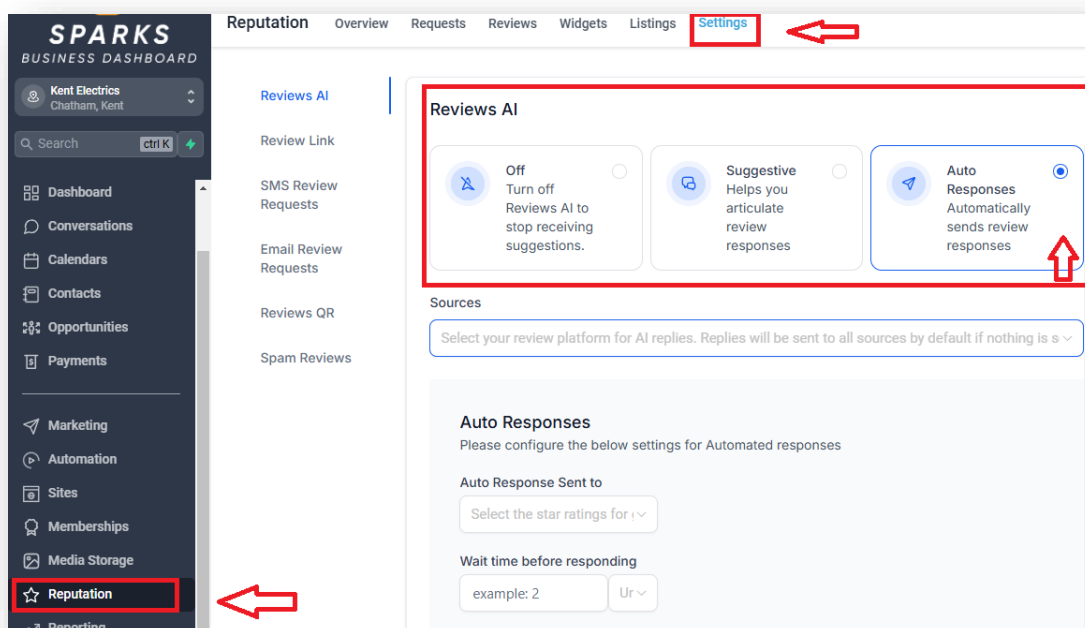 SPARKS
BUSINESS DASHBOARD
Kent Electrics
Chatham, Kent
Search ctrl K
Dashboard
Conversations
Calendars
Contacts
Opportunities
Payments
Marketing
Automation
Sites
Memberships
Media Storage
Reputation
Reporting
Reputation Overview Requests Reviews Widgets Listings Settings
Reviews AI
Review Link
SMS Review
Requests
Email Review
Requests
Reviews QR
Spam Reviews
Reviews AI
Off
Turn off
Reviews AI to
stop receiving
suggestions.
Suggestive
Helps you
articulate
review
responses
Auto
Responses
Automatically
sends review
responses
Sources
Select your review platform for AI replies. Replies will be sent to all sources by default if nothing is s
Auto Responses
Please configure the below settings for Automated responses
Auto Response Sent to
Select the star ratings for
Wait time before responding
example: 2 Ur